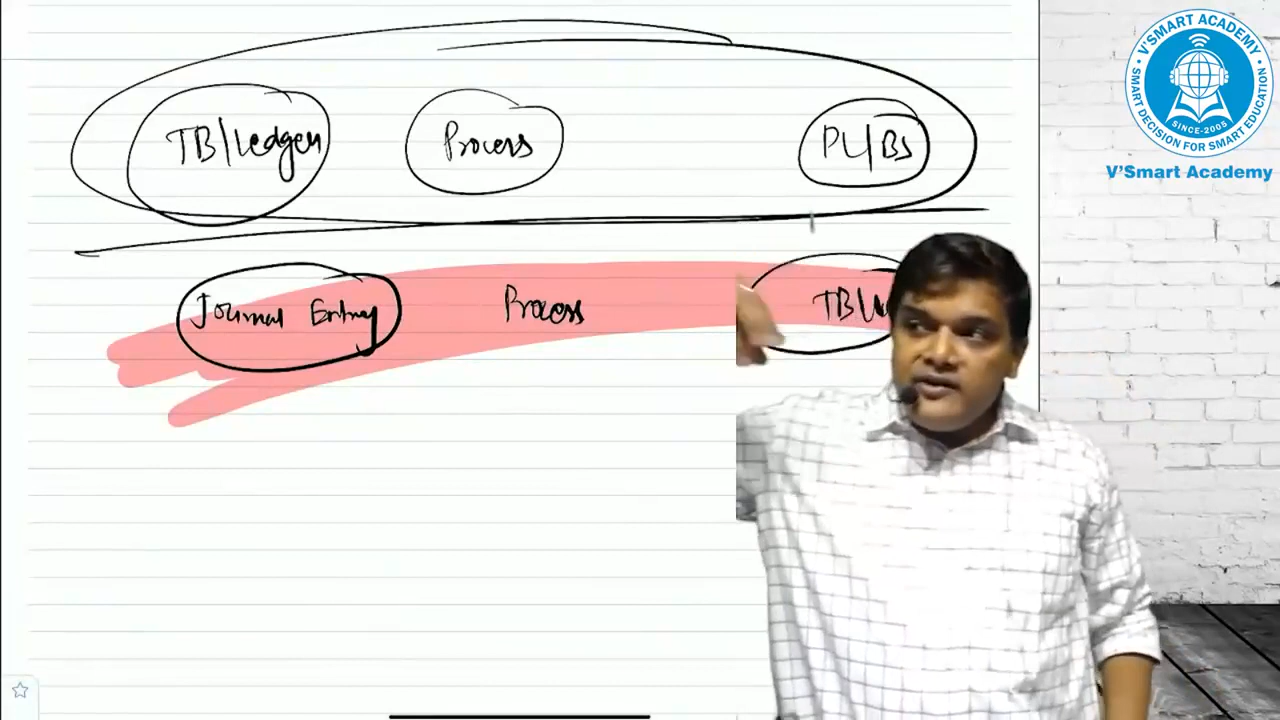 TB/Ledger Process PL/BS
Journal Entry Process TB/
V'SMART ACADEMY
SMART DECISION FOR SMART EDUCATION
SINCE-2005
V'Smart Academy